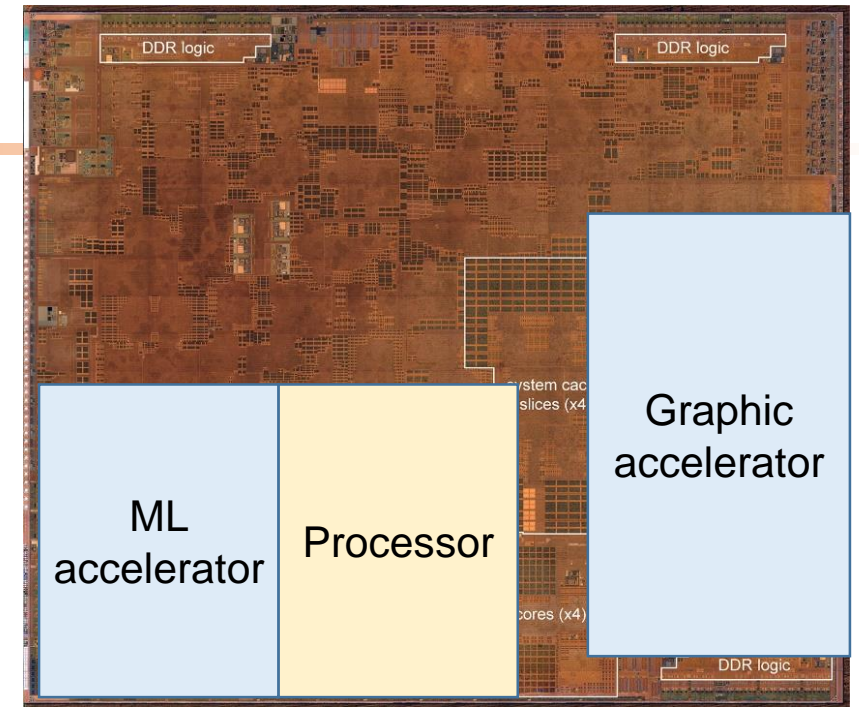 DDR logic
DDR logic
system cac
slices (x4
Graphic
accelerator
ML
accelerator
Processor
cores (x4)
DDR logic